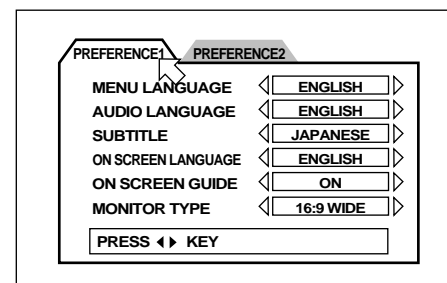 PREFERENCE1 PREFERENCE2
MENU LANGUAGE ENGLISH
AUDIO LANGUAGE ENGLISH
SUBTITLE JAPANESE
ON SCREEN LANGUAGE ENGLISH
ON SCREEN GUIDE ON
MONITOR TYPE 16:9 WIDE
PRESS KEY